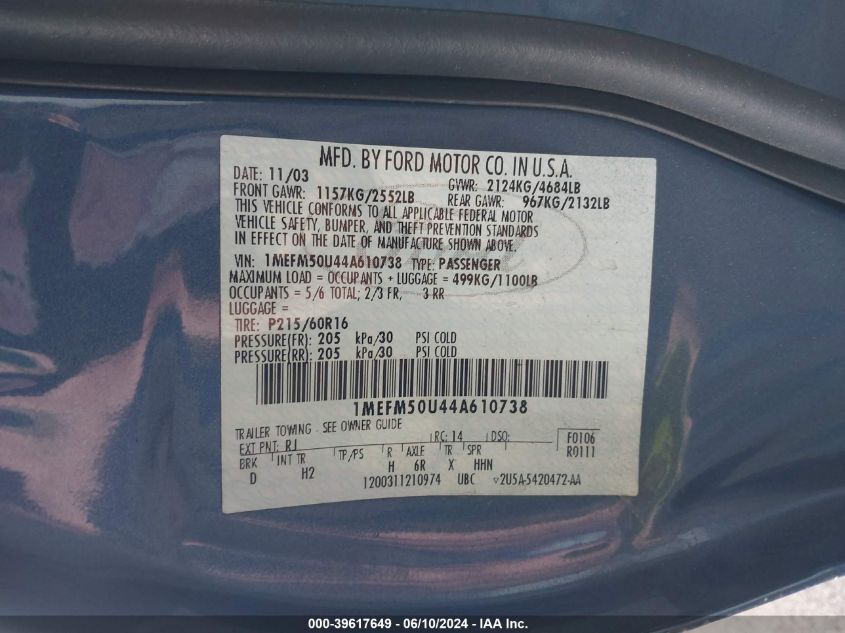 MFD. BY FORD MOTOR CO. IN U.S.A.
DATE: 11/03 GVWR: 2124KG/4684LB
FRONT GAWR: 1157KG/2552LB REAR GAWR: 967KG/2132LB
THIS VEHICLE CONFORMS TO ALL APPLICABLE FEDERAL MOTOR
VEHICLE SAFETY, BUMPER, AND THEFT PREVENTION STANDARDS
IN EFFECT ON THE DATE OF MANUFACTURE SHOWN ABOVE.
VIN: 1MEFM50U44A610738 TYPE: PASSENGER
MAXIMUM LOAD = OCCUPANTS + LUGGAGE = 499KG/1100LB
OCCUPANTS = 5/6 TOTAL; 2/3 FR, 3 RR
LUGGAGE =
TIRE: P215/60R16
PRESSURE(FR): 205 kPa/30 PSI COLD
PRESSURE(RR): 205 kPa/30 PSI COLD
1MEFM50U44A610738
TRAILER TOWING - SEE OWNER GUIDE
EXT PNT: RJ RC: 14 DSO: F0106
BRK INT TR TP/PS R AXLE TR SPR R0111
D H2 H 6R X HHN
1200311210974 UBC 2U5A-5420472-AA
000-39617649 - 06/10/2024 - IAA Inc.